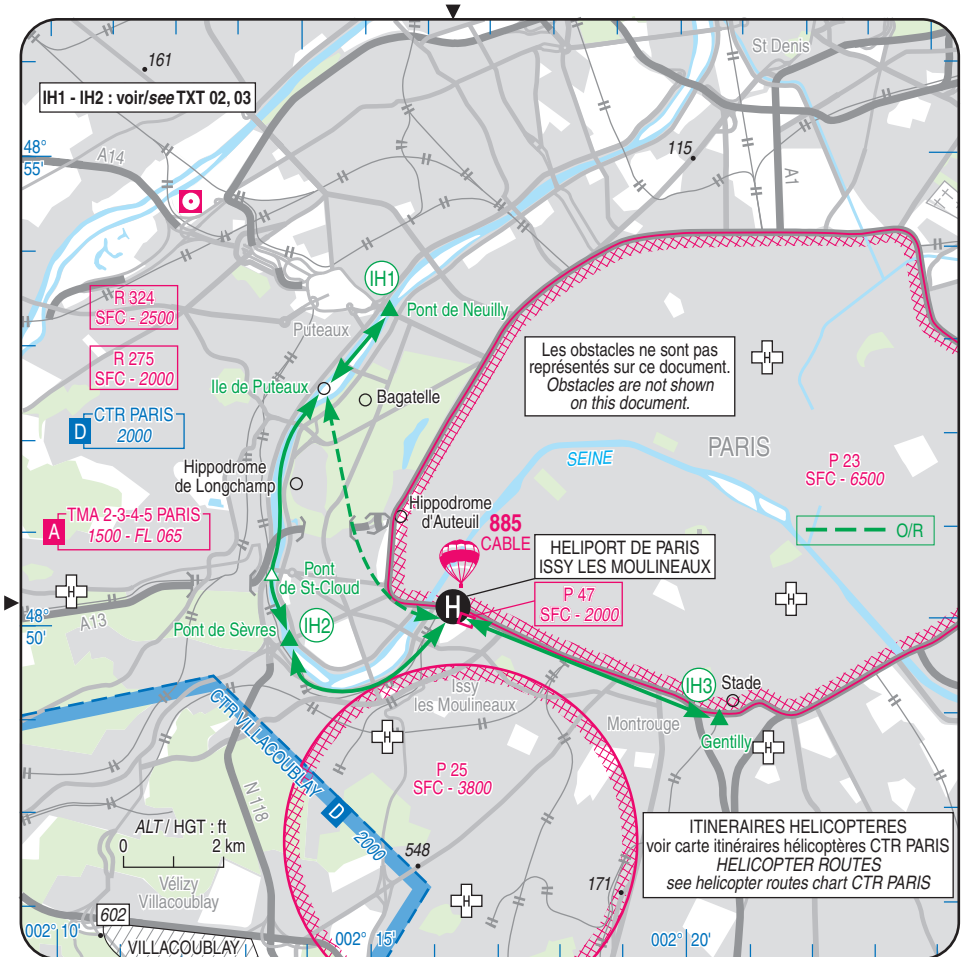 161
St Denis
IH1 - IH2 : voir/see TXT 02, 03
48°
55'
A14
115
A1
IH1
Pont de Neuilly
R 324
SFC - 2500
Puteaux
R 275
SFC - 2000
Les obstacles ne sont pas
représentés sur ce document.
Obstacles are not shown
on this document.
H
Ile de Puteaux
Bagatelle
CTR PARIS
D
2000
PARIS
SEINE
P 23
SFC - 6500
Hippodrome
de Longchamp
Hippodrome
d'Auteuil
885
CABLE
TMA 2-3-4-5 PARIS
A
1500 - FL 065
O/R
HELIPORT DE PARIS
ISSY LES MOULINEAUX
Pont
de St-Cloud
H
P 47
SFC - 2000
H
H
48°
50'
A13
Pont de Sèvres
IH2
IH3
Stade
Issy
les Moulineaux
Montrouge
Gentilly
H
H
CTR VILLACOUBLAY
D
2000
N 118
P 25
SFC - 3800
ALT / HGT : ft
0
2 km
548
ITINERAIRES HELICOPTERES
voir carte itinéraires hélicoptères CTR PARIS
HELICOPTER ROUTES
see helicopter routes chart CTR PARIS
Vélizy
Villacoublay
171
H
602
002° 10'
VILLACOUBLAY
002° 15'
002° 20'